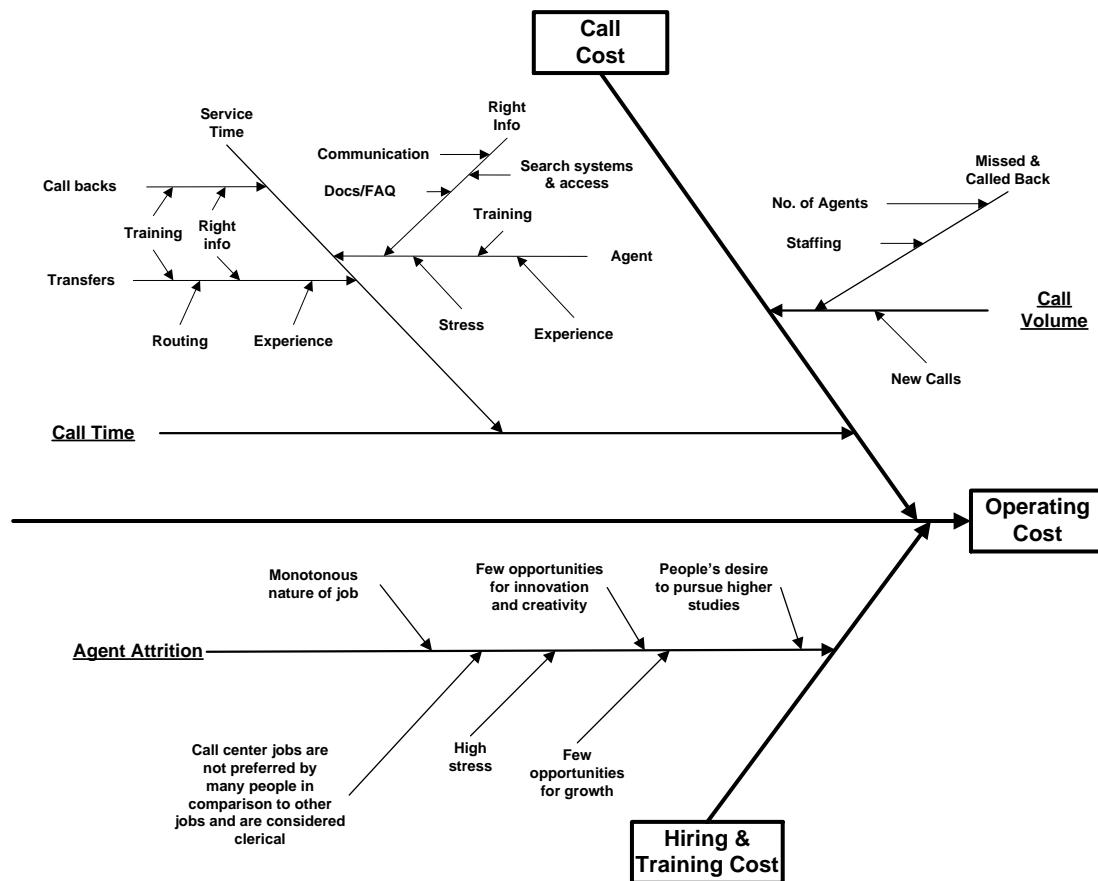 Call
Cost
Service
Time
Right
Info
Communication
Search systems
& access
Docs/FAQ
Missed &
Called Back
Call backs
No. of Agents
Training
Right
info
Training
Staffing
Agent
Transfers
Stress
Experience
Routing
Experience
Call
Volume
New Calls
Call Time
Operating
Cost
Monotonous
nature of job
Few opportunities
for innovation
and creativity
People's desire
to pursue higher
studies
Agent Attrition
Call center jobs are
not preferred by
many people in
comparison to other
jobs and are considered
clerical
High
stress
Few
opportunities
for growth
Hiring &
Training Cost